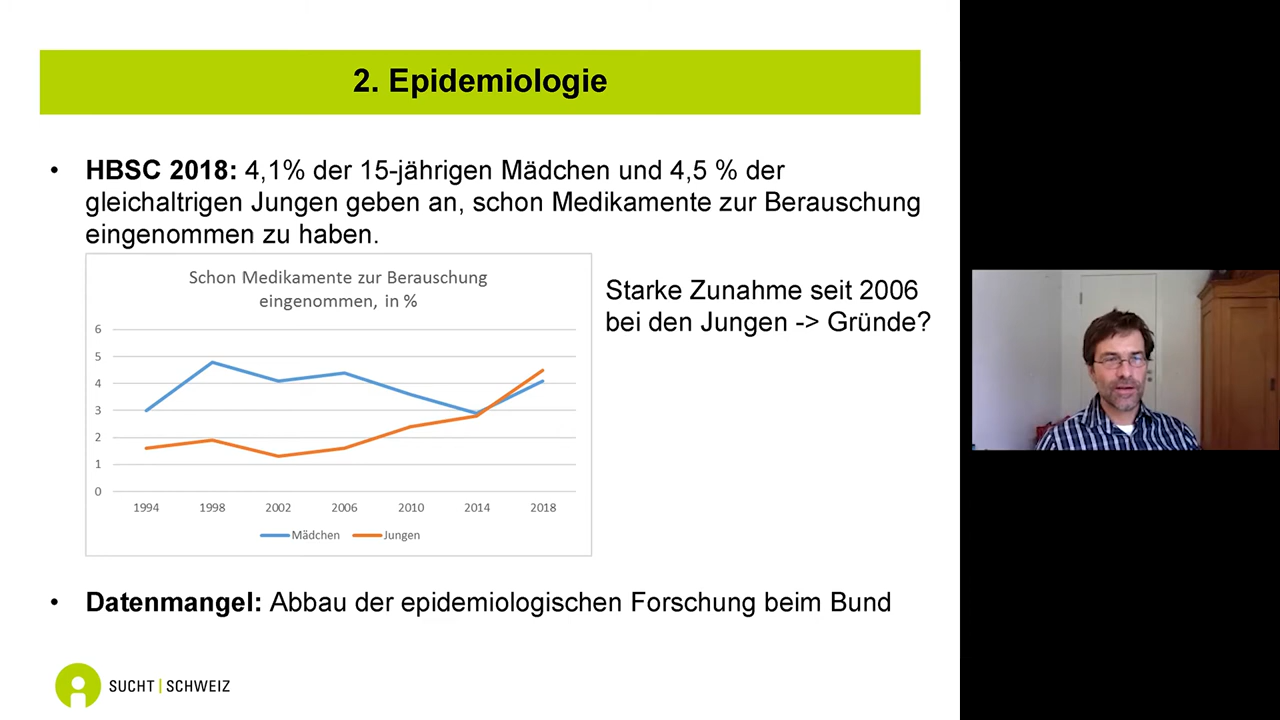 2. Epidemiologie
• HBSC 2018: 4,1% der 15-jährigen Mädchen und 4,5 % der
gleichaltrigen Jungen geben an, schon Medikamente zur Berauschung
eingenommen zu haben.
Schon Medikamente zur Berauschung
eingenommen, in %
6
5
4
3
2
1
0
1994 1998 2002 2006 2010 2014 2018
Mädchen Jungen
Starke Zunahme seit 2006
bei den Jungen -> Gründe?
• Datenmangel: Abbau der epidemiologischen Forschung beim Bund
SUCHT | SCHWEIZ